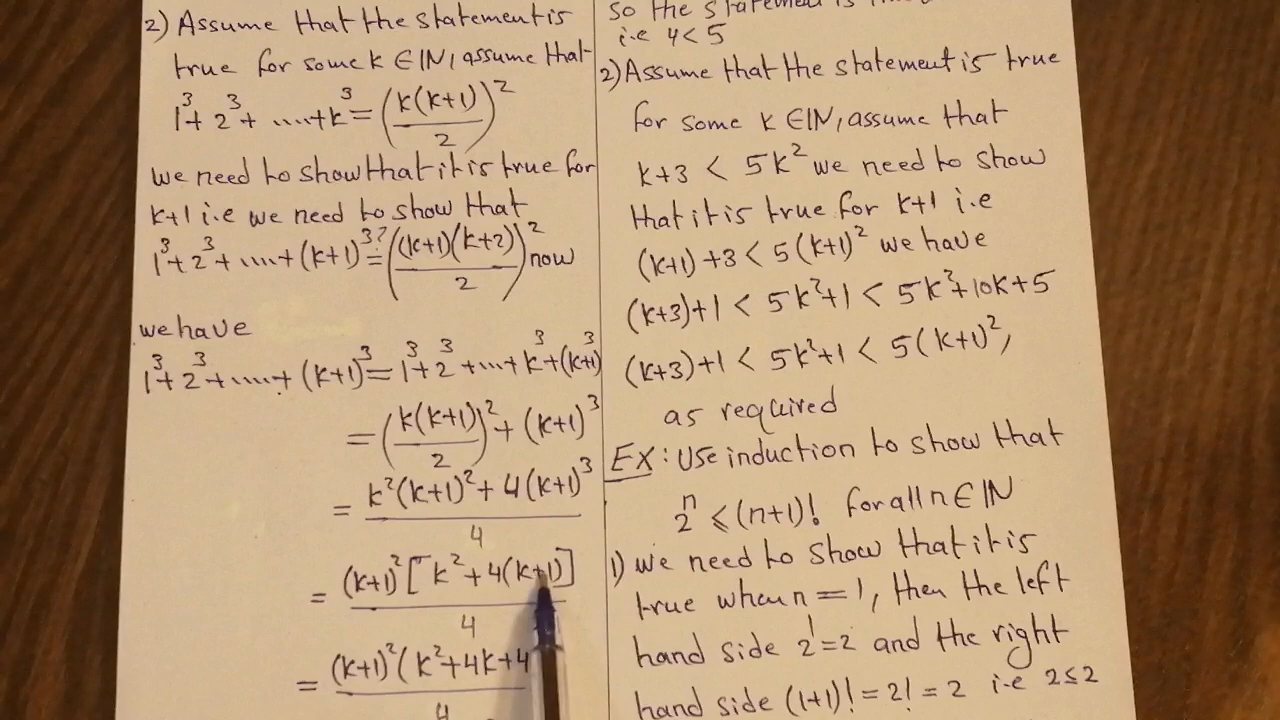 2) Assume that the statement is
true for some k ∈ IN, assume that
1³+2³+.....+k³=(k(k+1)/2)²
we need to show that it is true for
k+1 i.e we need to show that
1³+2³+.....+(k+1)³?=((k+1)(k+2)/2)² now
we have
1³+2³+.....+(k+1)³=1³+2³+....+k³+(k+1)³
=(k(k+1)/2)²+(k+1)³
=k²(k+1)²+4(k+1)³/4
=(k+1)²[k²+4(k+1)]/4
=(k+1)²(k²+4k+4/4
so the statement is
i.e 4<5
2) Assume that the statement is true
for some k ∈ IN, assume that
k+3 < 5k² we need to show
that it is true for k+1 i.e
(k+1)+3 < 5(k+1)² we have
(k+3)+1 < 5k²+1 < 5k²+10k+5
(k+3)+1 < 5k²+1 < 5(k+1)²,
as required
EX: Use induction to show that
2ⁿ ≤ (n+1)! for all n ∈ IN
1) we need to show that it is
true when n=1, then the left
hand side 2¹=2 and the right
hand side (1+1)!=2!=2 i.e 2≤2